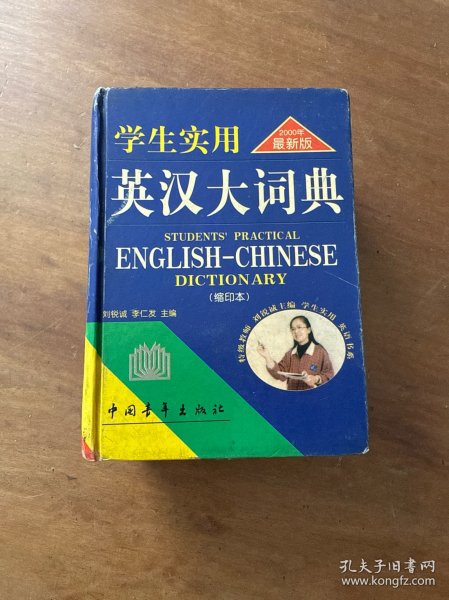 学生实用
2000年
最新版
英汉大词典
STUDENTS' PRACTICAL
ENGLISH-CHINESE
DICTIONARY
(缩印本)
刘锐诚 李仁发 主编
特级教师 刘锐诚主编 学生实用 英语书系
中国青年出版社
孔夫子旧书网
www.kongfz.com